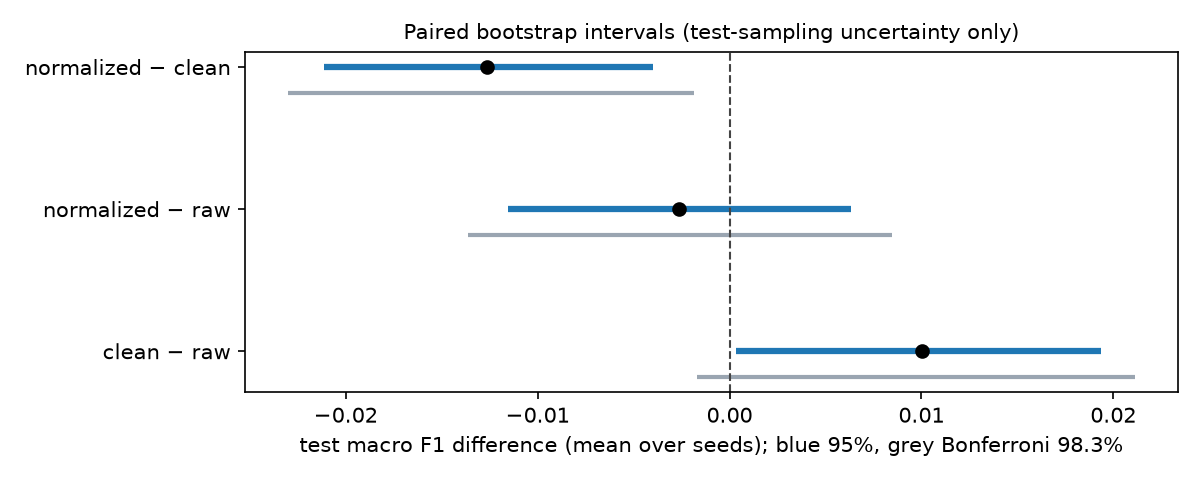 Paired bootstrap intervals (test-sampling uncertainty only)
normalized − clean
normalized − raw
clean − raw
−0.02 −0.01 0.00 0.01 0.02
test macro F1 difference (mean over seeds); blue 95%, grey Bonferroni 98.3%